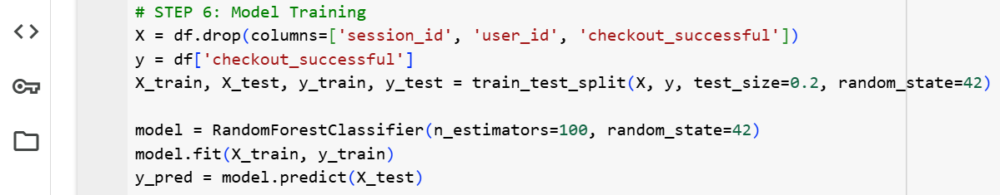 # STEP 6: Model Training
X = df.drop(columns=['session_id', 'user_id', 'checkout_successful'])
y = df['checkout_successful']
X_train, X_test, y_train, y_test = train_test_split(X, y, test_size=0.2, random_state=42)
model = RandomForestClassifier(n_estimators=100, random_state=42)
model.fit(X_train, y_train)
y_pred = model.predict(X_test)